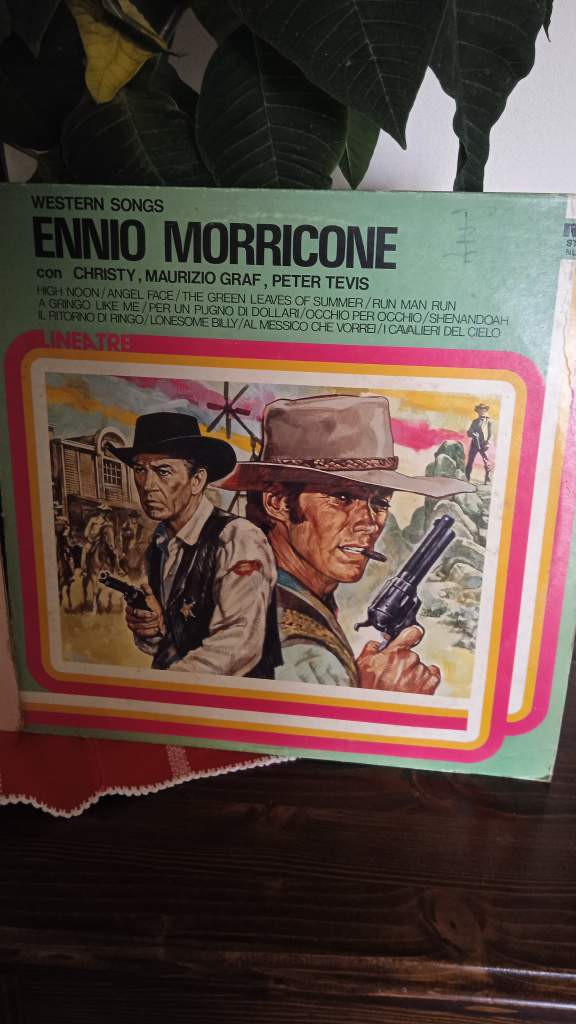 WESTERN SONGS
ENNIO MORRICONE
con CHRISTY, MAURIZIO GRAF, PETER TEVIS
HIGH NOON/ANGEL FACE/THE GREEN LEAVES OF SUMMER/RUN MAN RUN
A GRINGO LIKE ME/PER UN PUGNO DI DOLLARI/OCCHIO PER OCCHIO/SHENANDOAH
IL RITORNO DI RINGO/LONESOME BILLY/AL MESSICO CHE VORREI/I CAVALIERI DEL CIELO
LINEATRE